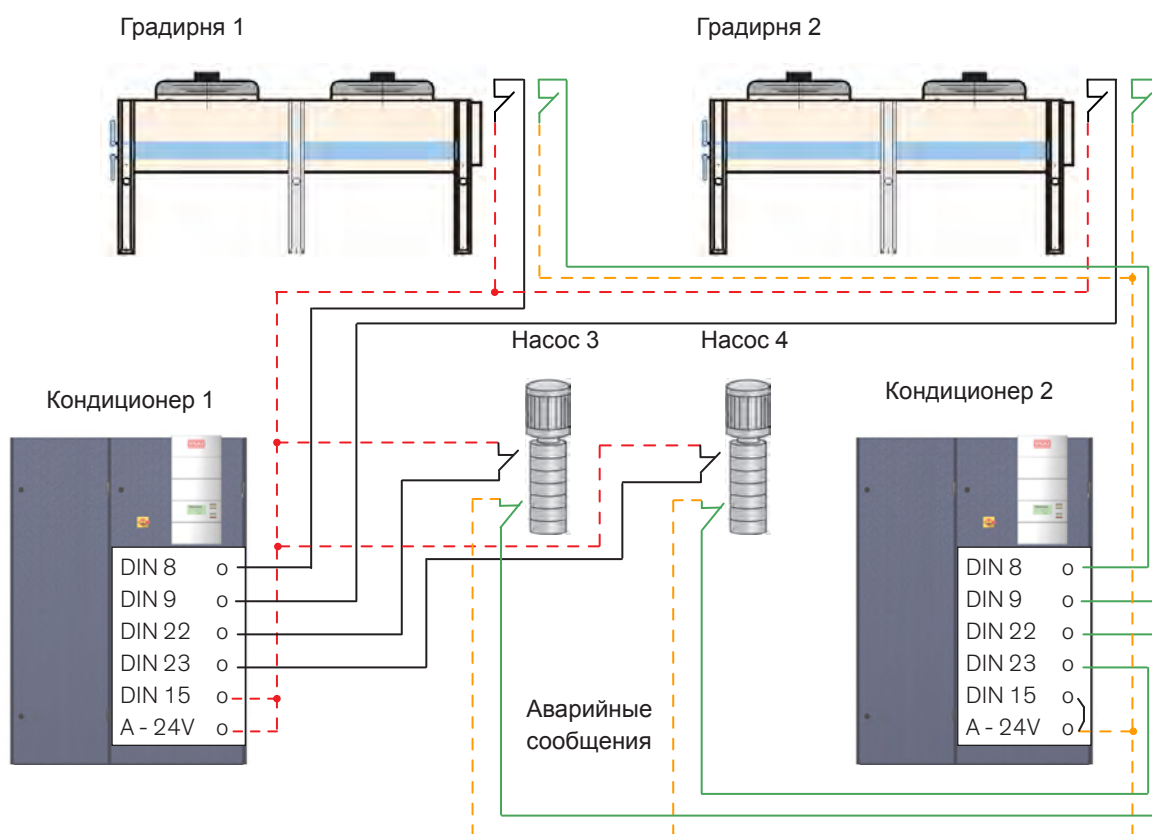 Градирня 1
Градирня 2
Насос 3
Насос 4
Кондиционер 1
Кондиционер 2
DIN 8 o
DIN 9 o
DIN 22 o
DIN 23 o
DIN 15 o
A - 24V o
Аварийные
сообщения
DIN 8 o
DIN 9 o
DIN 22 o
DIN 23 o
DIN 15 o
A - 24V o